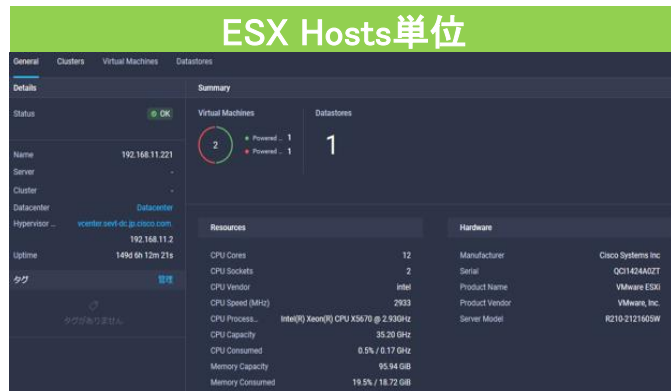 ESX Hosts単位
General Clusters Virtual Machines Datastores
Details
Status OK
Name 192.168.11.221
Server -
Cluster -
Datacenter Datacenter
Hypervisor ... vcenter.sevt-dc.jp.cisco.com.
192.168.11.2
Uptime 149d 6h 12m 21s
タグ 管理
タグがありません
Summary
Virtual Machines
2
Powered ... 1
Powered ... 1
Datastores
1
Resources
CPU Cores 12
CPU Sockets 2
CPU Vendor intel
CPU Speed (MHz) 2933
CPU Process... Intel(R) Xeon(R) CPU X5670 @ 2.93GHz
CPU Capacity 35.20 GHz
CPU Consumed 0.5% / 0.17 GHz
Memory Capacity 95.94 GiB
Memory Consumed 19.5% / 18.72 GiB
Hardware
Manufacturer Cisco Systems Inc
Serial QCI1424A0ZT
Product Name VMware ESXi
Product Vendor VMware, Inc.
Server Model R210-2121605W